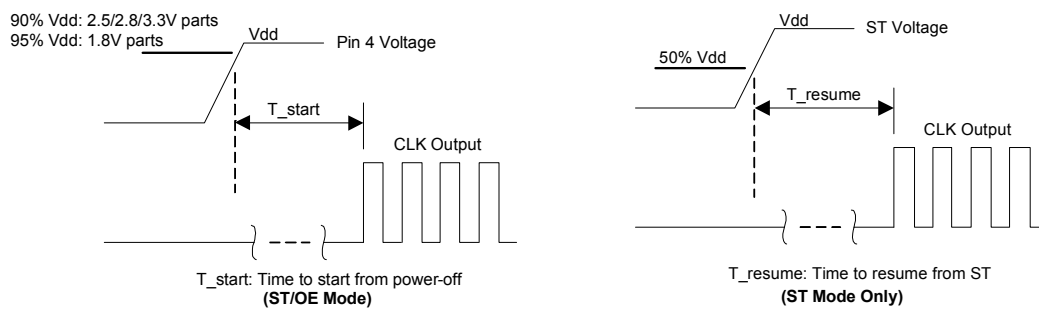 90% Vdd: 2.5/2.8/3.3V parts
95% Vdd: 1.8V parts
Vdd
Pin 4 Voltage
T_start
CLK Output
T_start: Time to start from power-off
(ST/OE Mode)
Vdd
ST Voltage
50% Vdd
T_resume
CLK Output
T_resume: Time to resume from ST
(ST Mode Only)